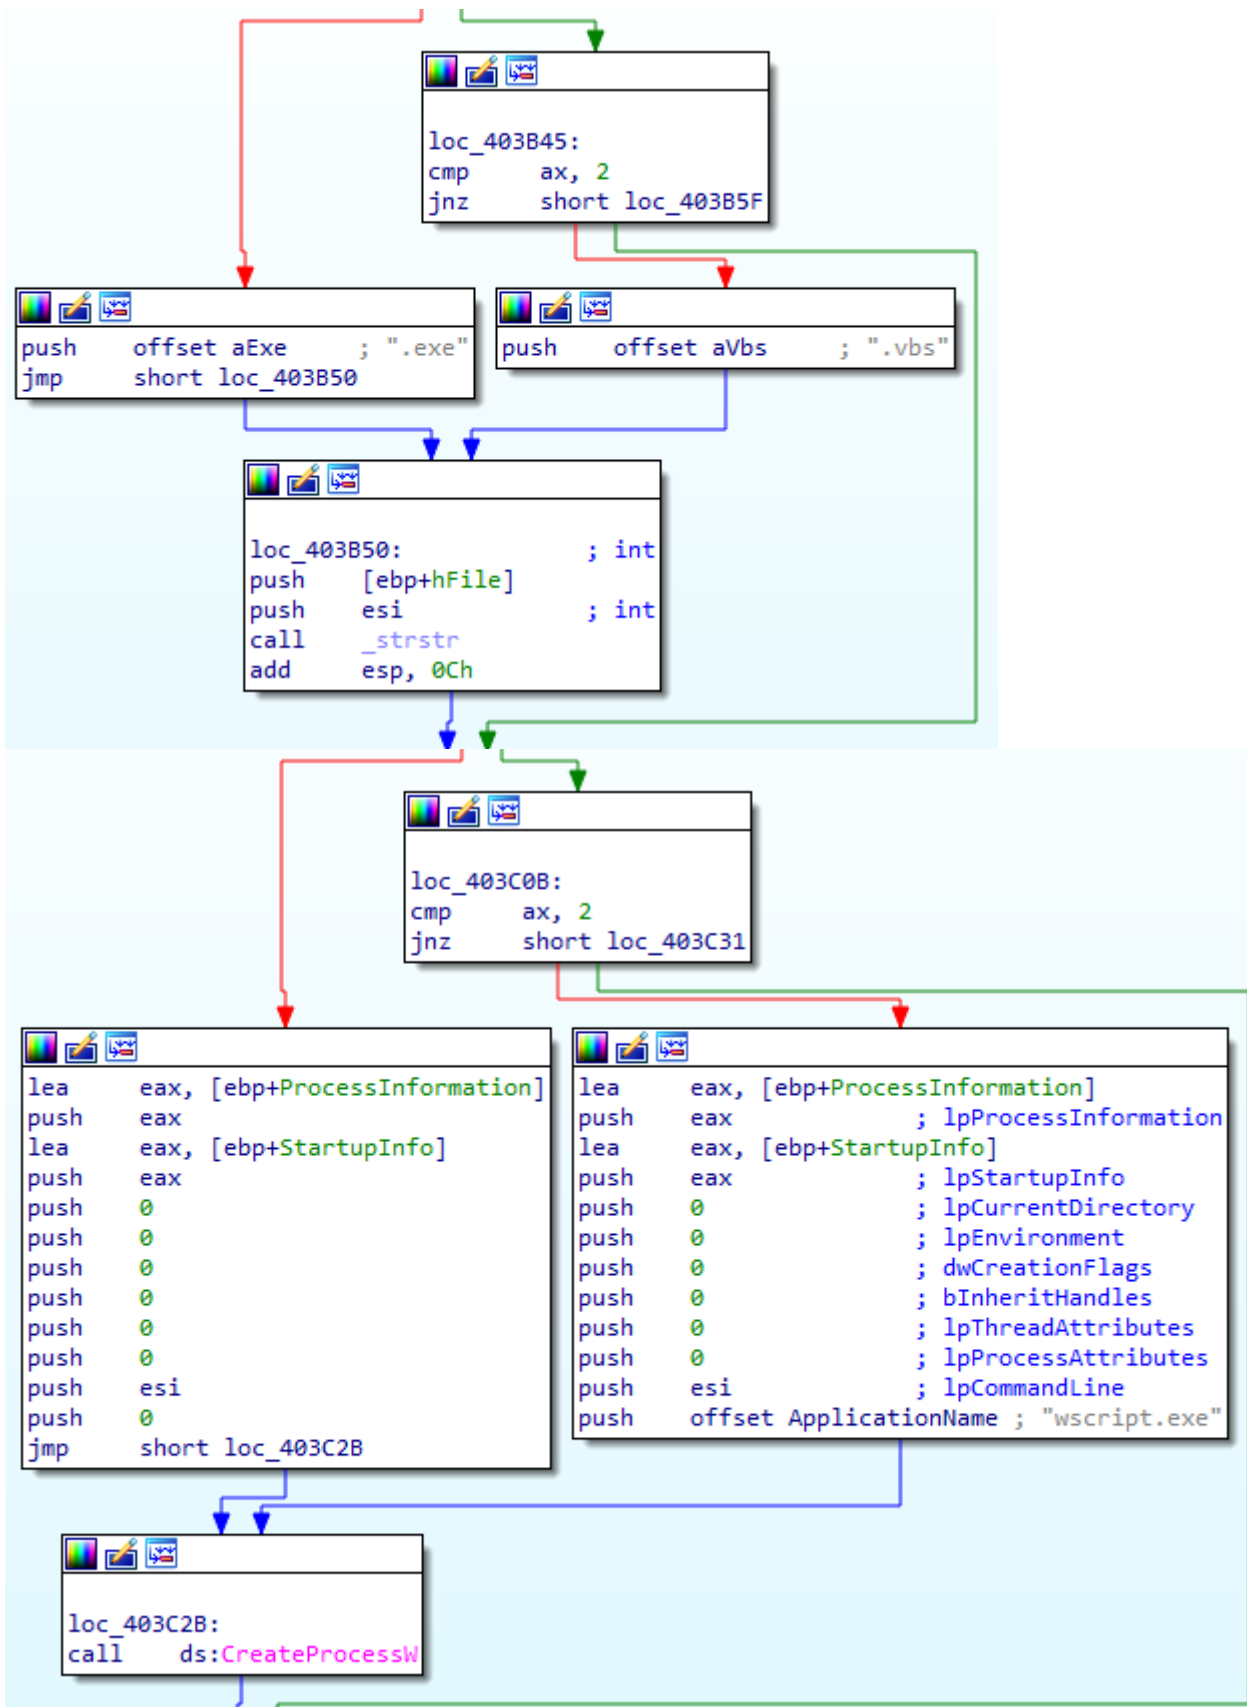 loc_403B45:
cmp ax, 2
jnz short loc_403B5F
push offset aExe ; ".exe"
jmp short loc_403B50
push offset aVbs ; ".vbs"
loc_403B50: ; int
push [ebp+hFile]
push esi ; int
call _strstr
add esp, 0Ch
loc_403C0B:
cmp ax, 2
jnz short loc_403C31
lea eax, [ebp+ProcessInformation]
push eax
lea eax, [ebp+StartupInfo]
push eax
push 0
push 0
push 0
push 0
push 0
push 0
push esi
push 0
jmp short loc_403C2B
lea eax, [ebp+ProcessInformation]
push eax ; lpProcessInformation
lea eax, [ebp+StartupInfo]
push eax ; lpStartupInfo
push 0 ; lpCurrentDirectory
push 0 ; lpEnvironment
push 0 ; dwCreationFlags
push 0 ; bInheritHandles
push 0 ; lpThreadAttributes
push 0 ; lpProcessAttributes
push esi ; lpCommandLine
push offset ApplicationName ; "wscript.exe"
loc_403C2B:
call ds:CreateProcessW